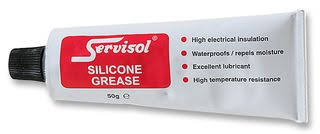 Servisol®
SILICONE
GREASE
50g ℮
• High electrical insulation
• Waterproofs / repels moisture
• Excellent lubricant
• High temperature resistance